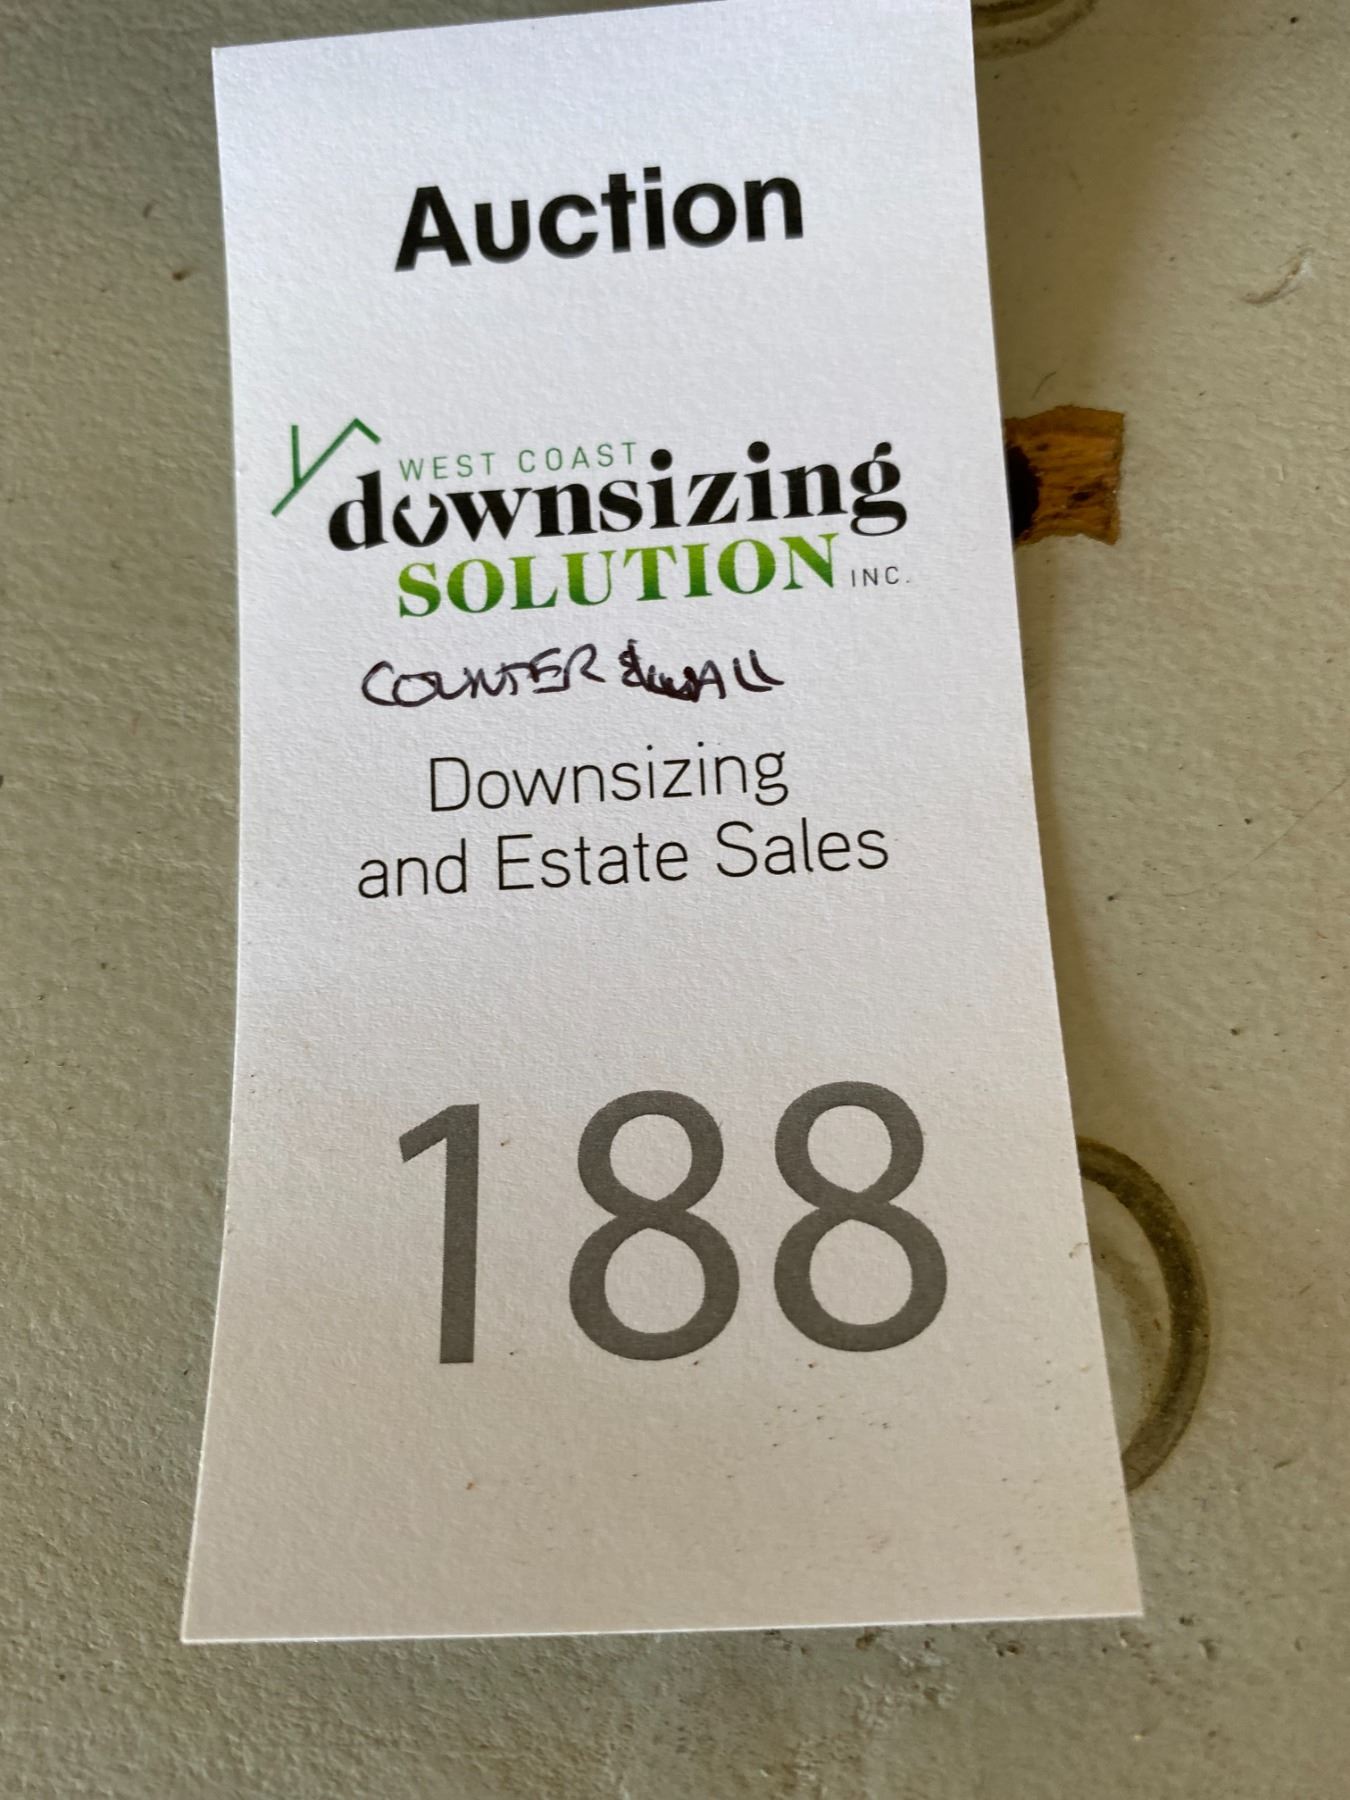 Auction
WEST COAST
downsizing
SOLUTION INC.
COUNTER & WALL
Downsizing
and Estate Sales
188